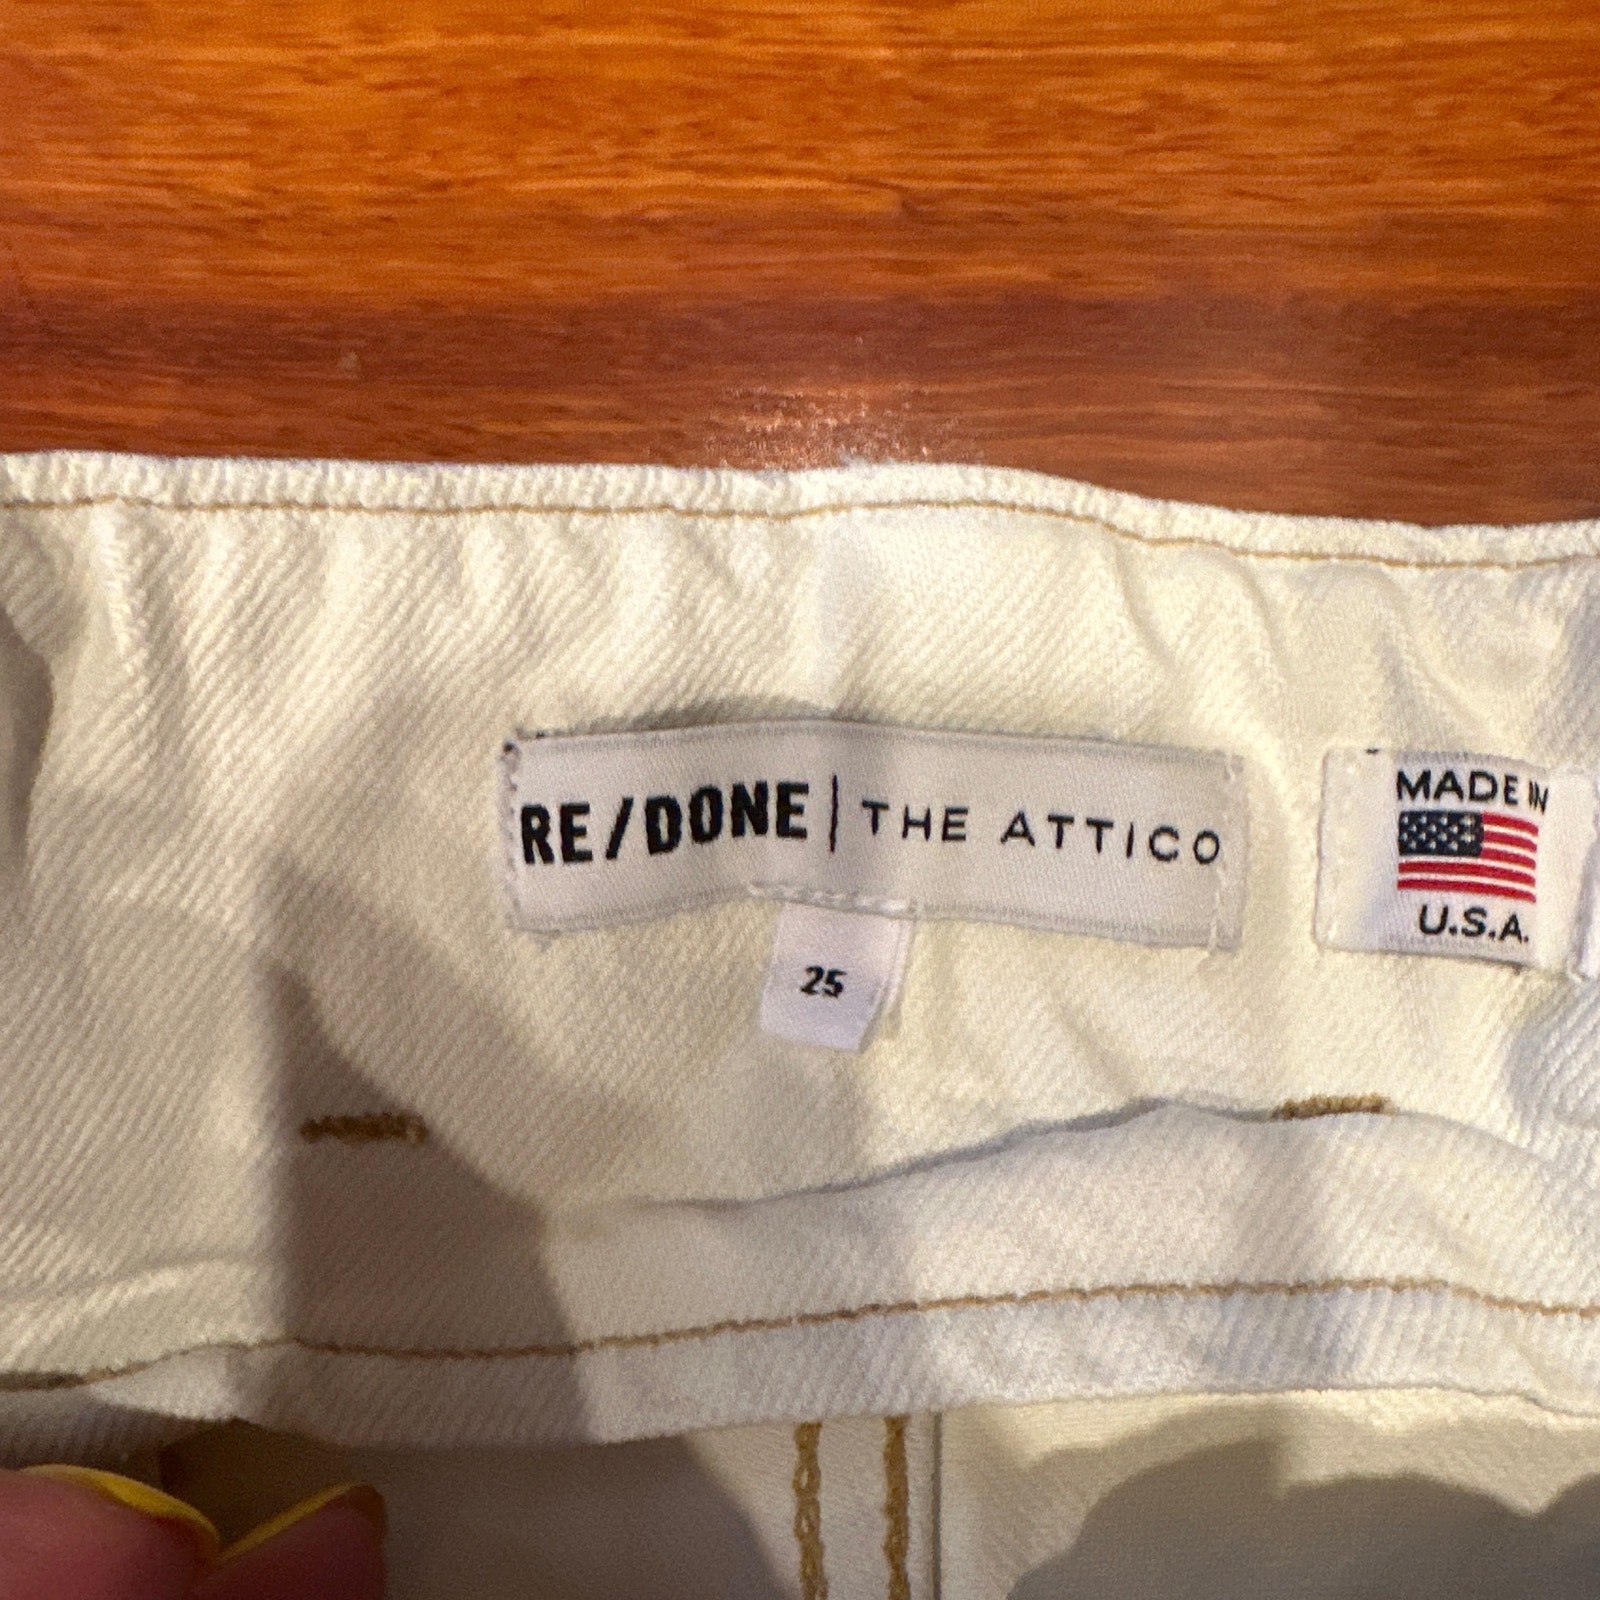 RE/DONE | THE ATTICO
25
MADE IN
U.S.A.